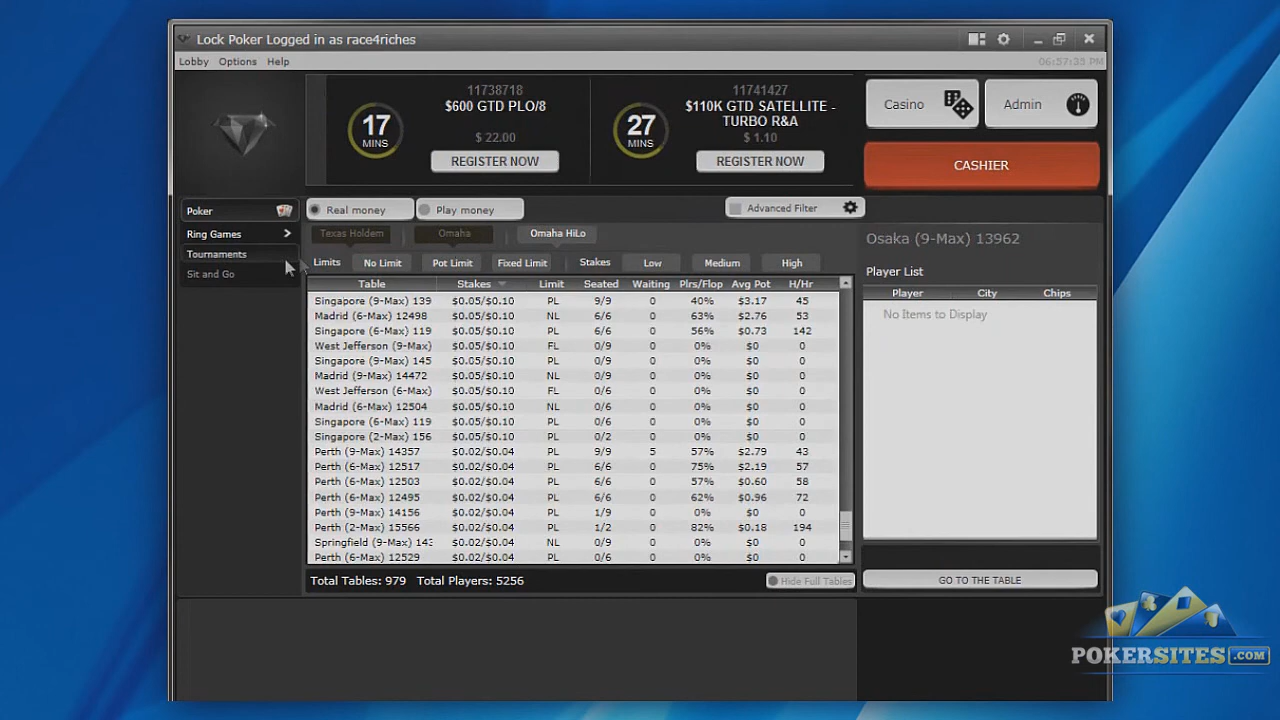 Lock Poker Logged in as race4riches
Lobby Options Help
06:57:35 PM
11738718
$600 GTD PLO/8
17
MINS
$ 22.00
REGISTER NOW
11741427
$110K GTD SATELLITE -
TURBO R&A
27
MINS
$ 1.10
REGISTER NOW
Casino
Admin
CASHIER
Poker
Ring Games
Tournaments
Sit and Go
Real money
Play money
Advanced Filter
Texas Holdem
Omaha
Omaha HiLo
Limits No Limit Pot Limit Fixed Limit Stakes Low Medium High
Table Stakes Limit Seated Waiting Plrs/Flop Avg Pot H/Hr
Singapore (9-Max) 139 $0.05/$0.10 PL 9/9 0 40% $3.17 45
Madrid (6-Max) 12498 $0.05/$0.10 NL 6/6 0 63% $2.76 53
Singapore (6-Max) 119 $0.05/$0.10 PL 6/6 0 56% $0.73 142
West Jefferson (9-Max) $0.05/$0.10 FL 0/9 0 0% $0 0
Singapore (9-Max) 145 $0.05/$0.10 PL 0/9 0 0% $0 0
Madrid (9-Max) 14472 $0.05/$0.10 NL 0/9 0 0% $0 0
West Jefferson (6-Max) $0.05/$0.10 FL 0/6 0 0% $0 0
Madrid (6-Max) 12504 $0.05/$0.10 NL 0/6 0 0% $0 0
Singapore (6-Max) 119 $0.05/$0.10 PL 0/6 0 0% $0 0
Singapore (2-Max) 156 $0.05/$0.10 PL 0/2 0 0% $0 0
Perth (9-Max) 14357 $0.02/$0.04 PL 9/9 5 57% $2.79 43
Perth (6-Max) 12517 $0.02/$0.04 PL 6/6 0 75% $2.19 57
Perth (6-Max) 12503 $0.02/$0.04 PL 6/6 0 57% $0.60 58
Perth (6-Max) 12495 $0.02/$0.04 PL 6/6 0 62% $0.96 72
Perth (9-Max) 14156 $0.02/$0.04 PL 1/9 0 0% $0 0
Perth (2-Max) 15566 $0.02/$0.04 PL 1/2 0 82% $0.18 194
Springfield (9-Max) 143 $0.02/$0.04 NL 0/9 0 0% $0 0
Perth (6-Max) 12529 $0.02/$0.04 PL 0/6 0 0% $0 0
Total Tables: 979 Total Players: 5256
Hide Full Tables
Osaka (9-Max) 13962
Player List
Player City Chips
No Items to Display
GO TO THE TABLE
POKERSITES.COM